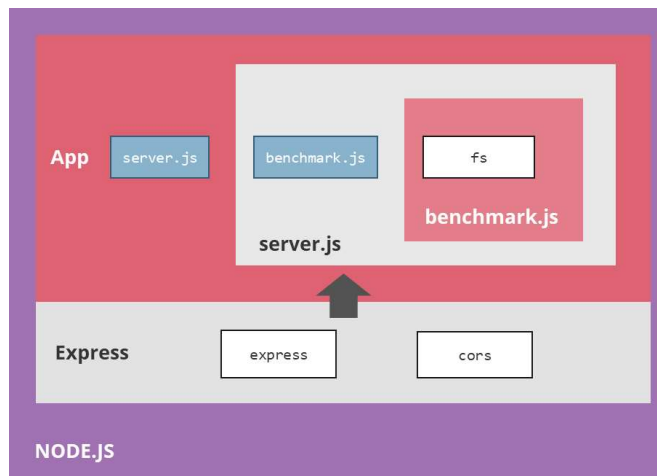 App
server.js
benchmark.js
fs
benchmark.js
server.js
Express
express
cors
NODE.JS